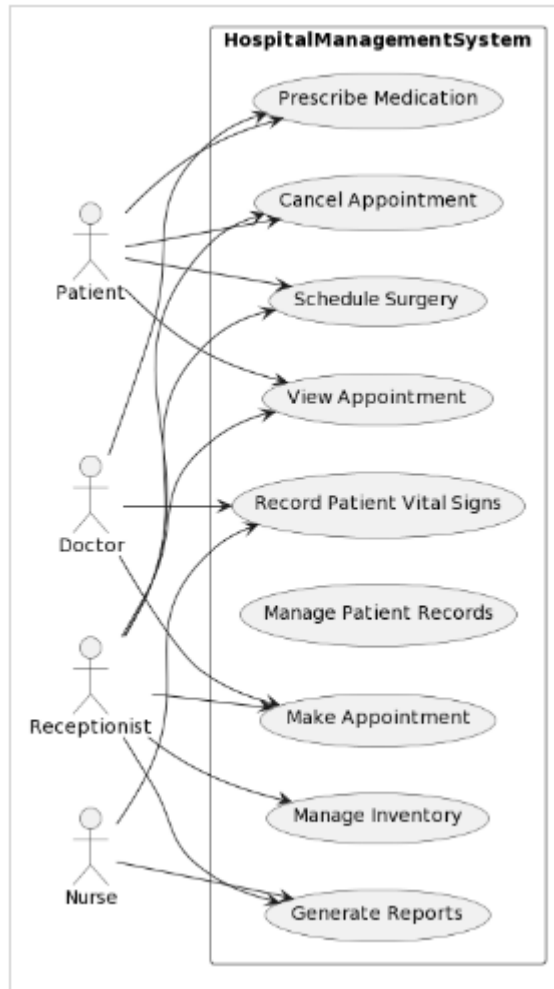 HospitalManagementSystem
Prescribe Medication
Cancel Appointment
Patient
Schedule Surgery
View Appointment
Record Patient Vital Signs
Doctor
Manage Patient Records
Receptionist
Make Appointment
Manage Inventory
Nurse
Generate Reports